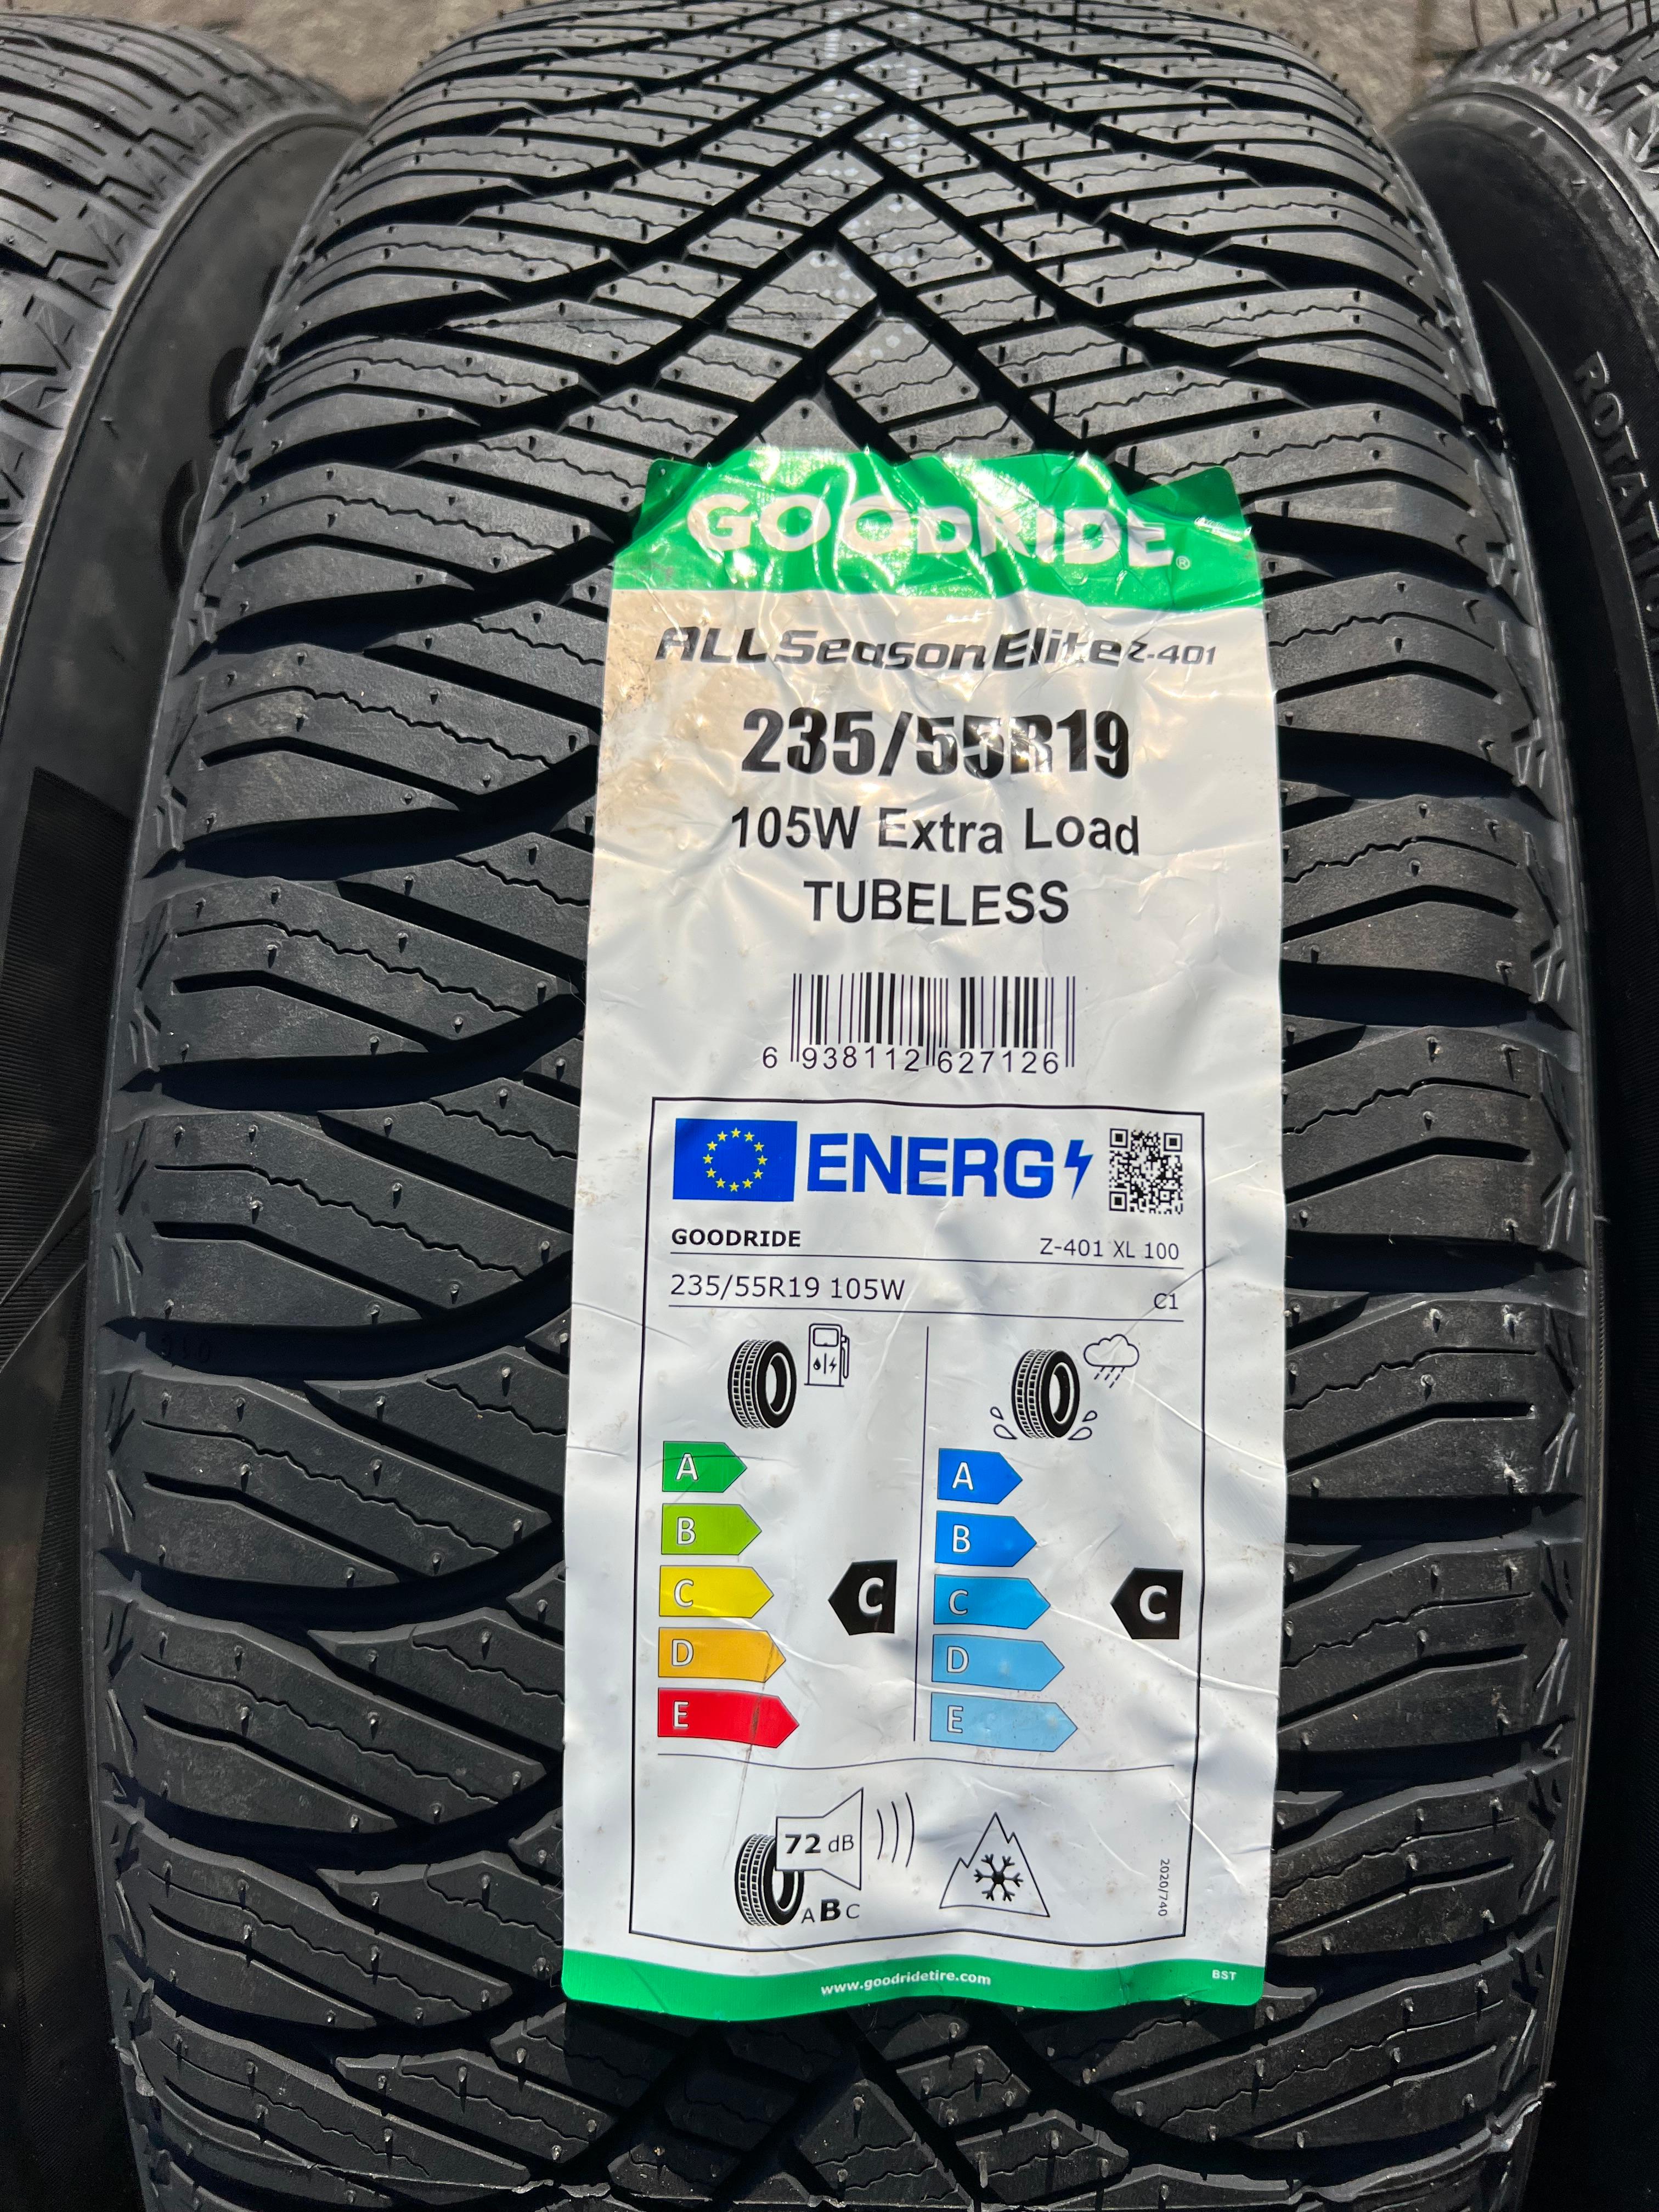 GOODRIDE®
ALL Season Elite Z-401
235/55R19
105W Extra Load
TUBELESS
6 938112 627126
ENERG
GOODRIDE
Z-401 XL 100
235/55R19 105W
C1
A
B
C
D
E
C
A
B
C
D
E
C
72 dB
ABC
2020/740
www.goodridetire.com
BST